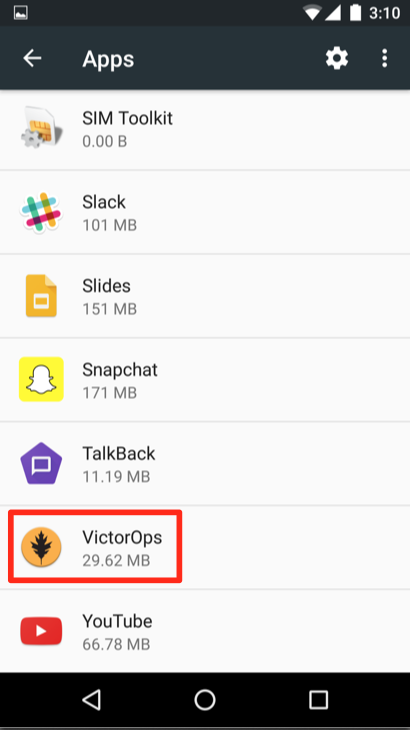 3:10
Apps
SIM Toolkit
0.00 B
Slack
101 MB
Slides
151 MB
Snapchat
171 MB
TalkBack
11.19 MB
VictorOps
29.62 MB
YouTube
66.78 MB